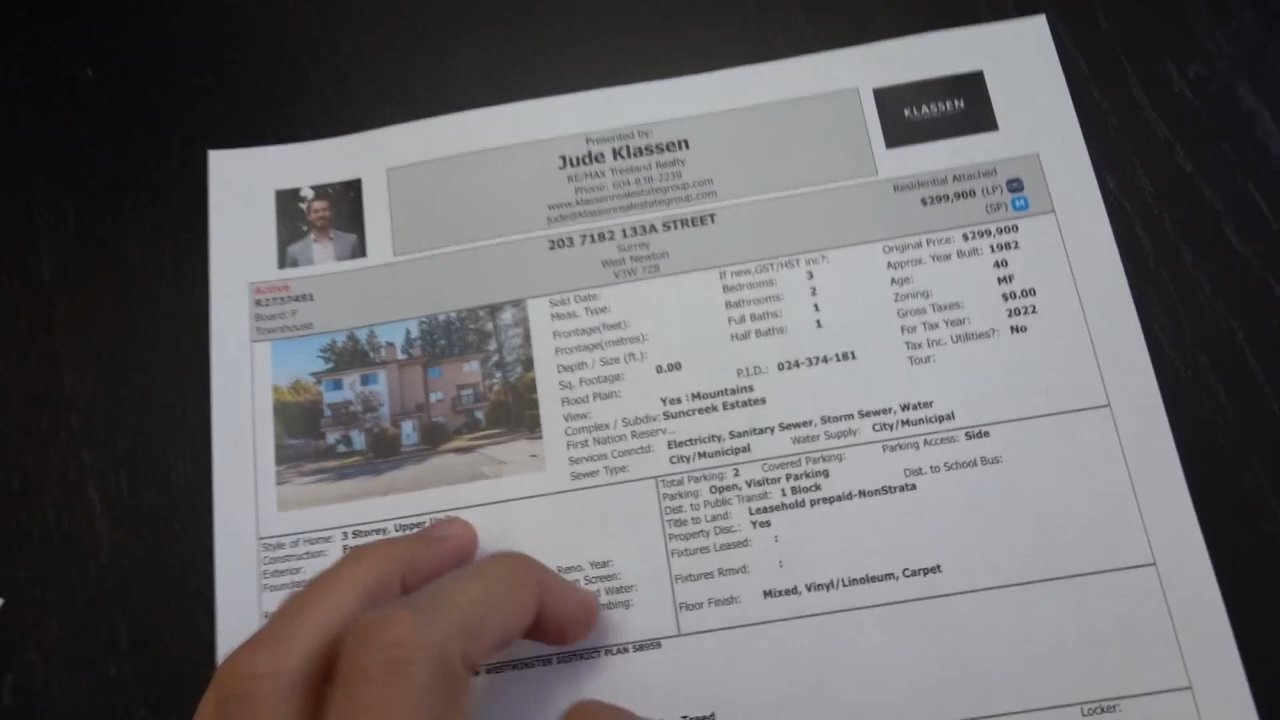 Presented by:
Jude Klassen
RE/MAX Treeland Realty
Phone: 604-838-2239
www.klassenrealestategroup.com
jude@klassenrealestategroup.com
KLASSEN
203 7182 133A STREET
Surrey
West Newton
V3W 7Z8
Residential Attached
$299,900 (LP)
(SP) M
Active
R2737481
Board: F
Townhouse
Sold Date:
Meas. Type:
Frontage(feet):
Frontage(metres):
Depth / Size (ft.):
Sq. Footage: 0.00
Flood Plain:
View: Yes : Mountains
Complex / Subdiv: Suncreek Estates
First Nation Reserv...
Services Connctd: Electricity, Sanitary Sewer, Storm Sewer, Water
Sewer Type: City/Municipal Water Supply: City/Municipal
If new,GST/HST inc?:
Bedrooms: 3
Bathrooms: 2
Full Baths: 1
Half Baths: 1
P.I.D.: 024-374-181
Original Price: $299,900
Approx. Year Built: 1982
Age: 40
Zoning: MF
Gross Taxes: $0.00
For Tax Year: 2022
Tax Inc. Utilities?: No
Tour:
Style of Home: 3 Storey, Upper
Construction:
Exterior:
Reno. Year:
Screen:
Water:
Total Parking: 2 Covered Parking: Parking Access: Side
Parking: Open, Visitor Parking
Dist. to Public Transit: 1 Block Dist. to School Bus:
Title to Land: Leasehold prepaid-NonStrata
Property Disc.: Yes
Fixtures Leased: :
Fixtures Rmvd: :
Floor Finish: Mixed, Vinyl/Linoleum, Carpet
WESTMINSTER DISTRICT PLAN 58959
Treed
Locker: